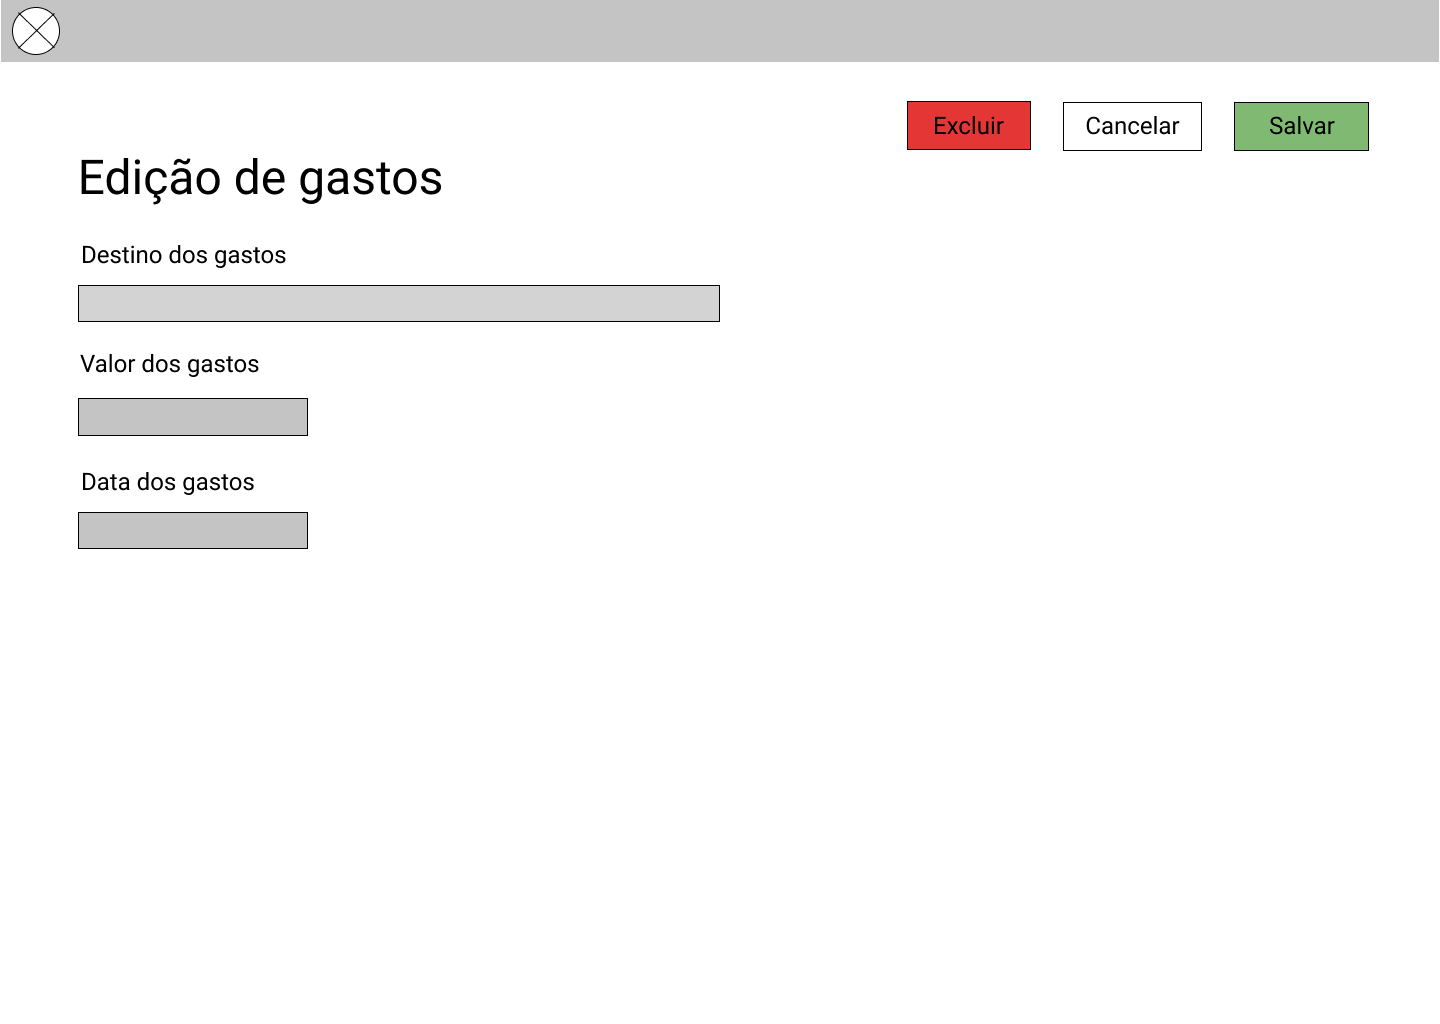 Excluir
Cancelar
Salvar
Edição de gastos
Destino dos gastos
Valor dos gastos
Data dos gastos